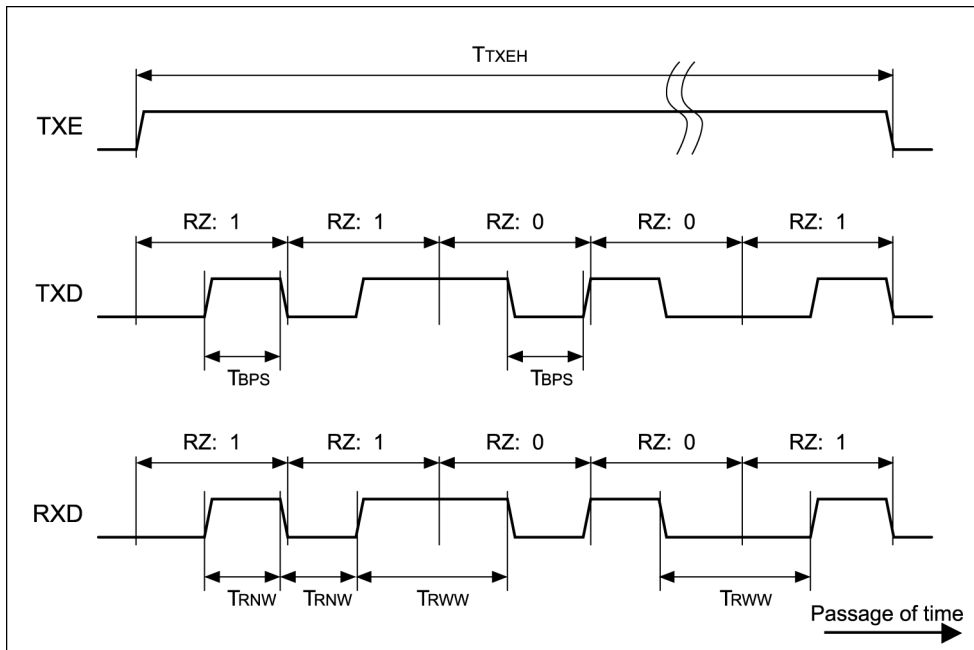 TTXEH
TXE
RZ: 1 RZ: 1 RZ: 0 RZ: 0 RZ: 1
TXD
TBPS TBPS
RZ: 1 RZ: 1 RZ: 0 RZ: 0 RZ: 1
RXD
TRNW TRNW TRWW TRWW
Passage of time